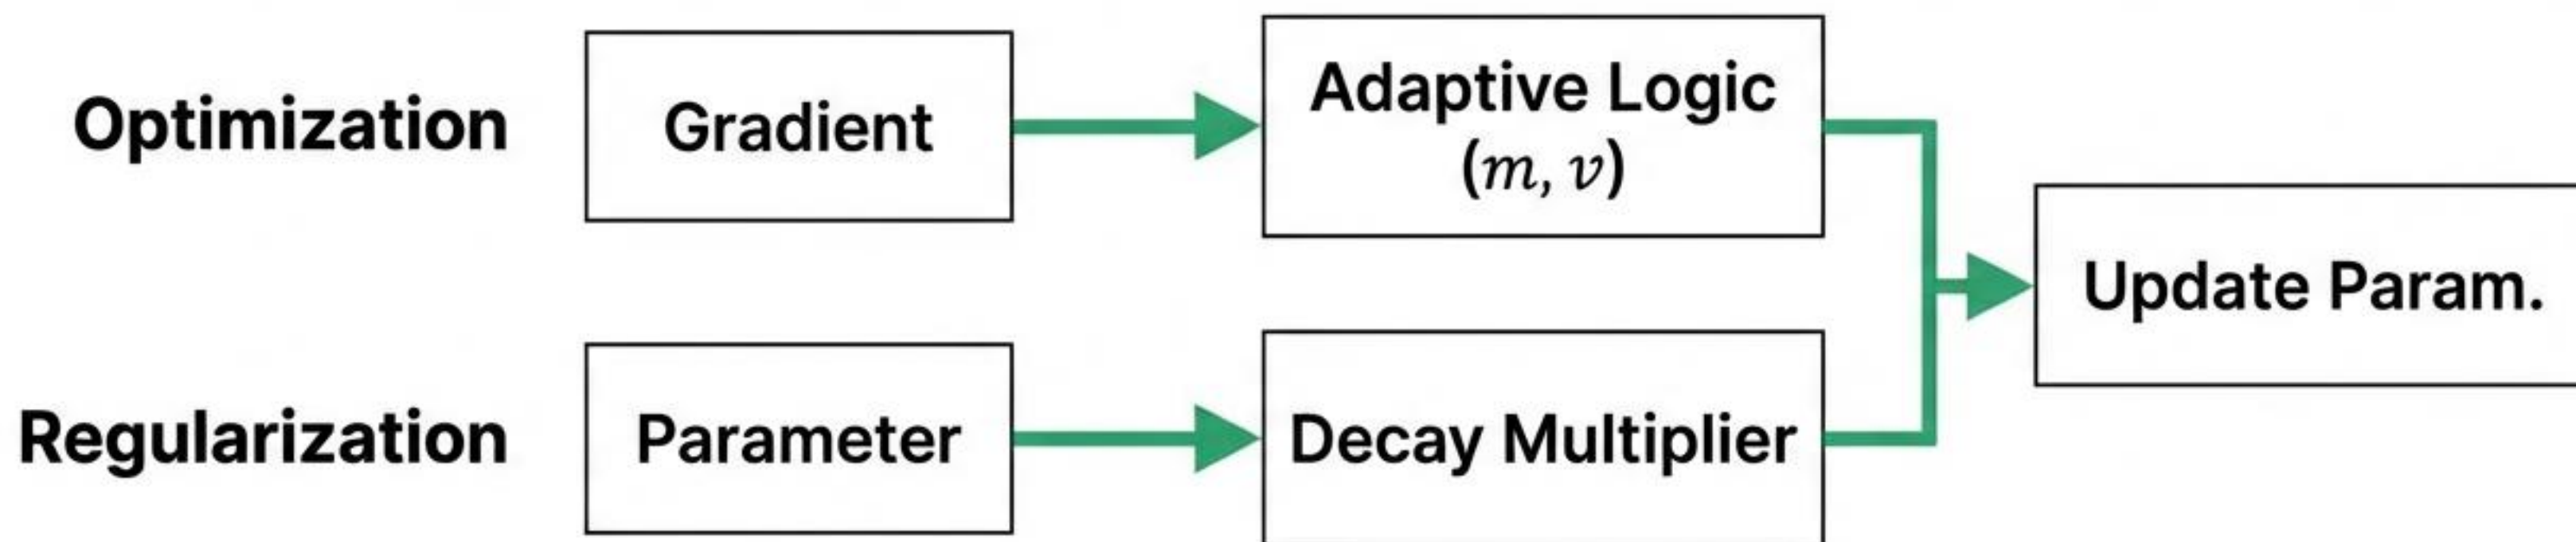 Optimization
Gradient
Adaptive Logic
(m, v)
Update Param.
Regularization
Parameter
Decay Multiplier